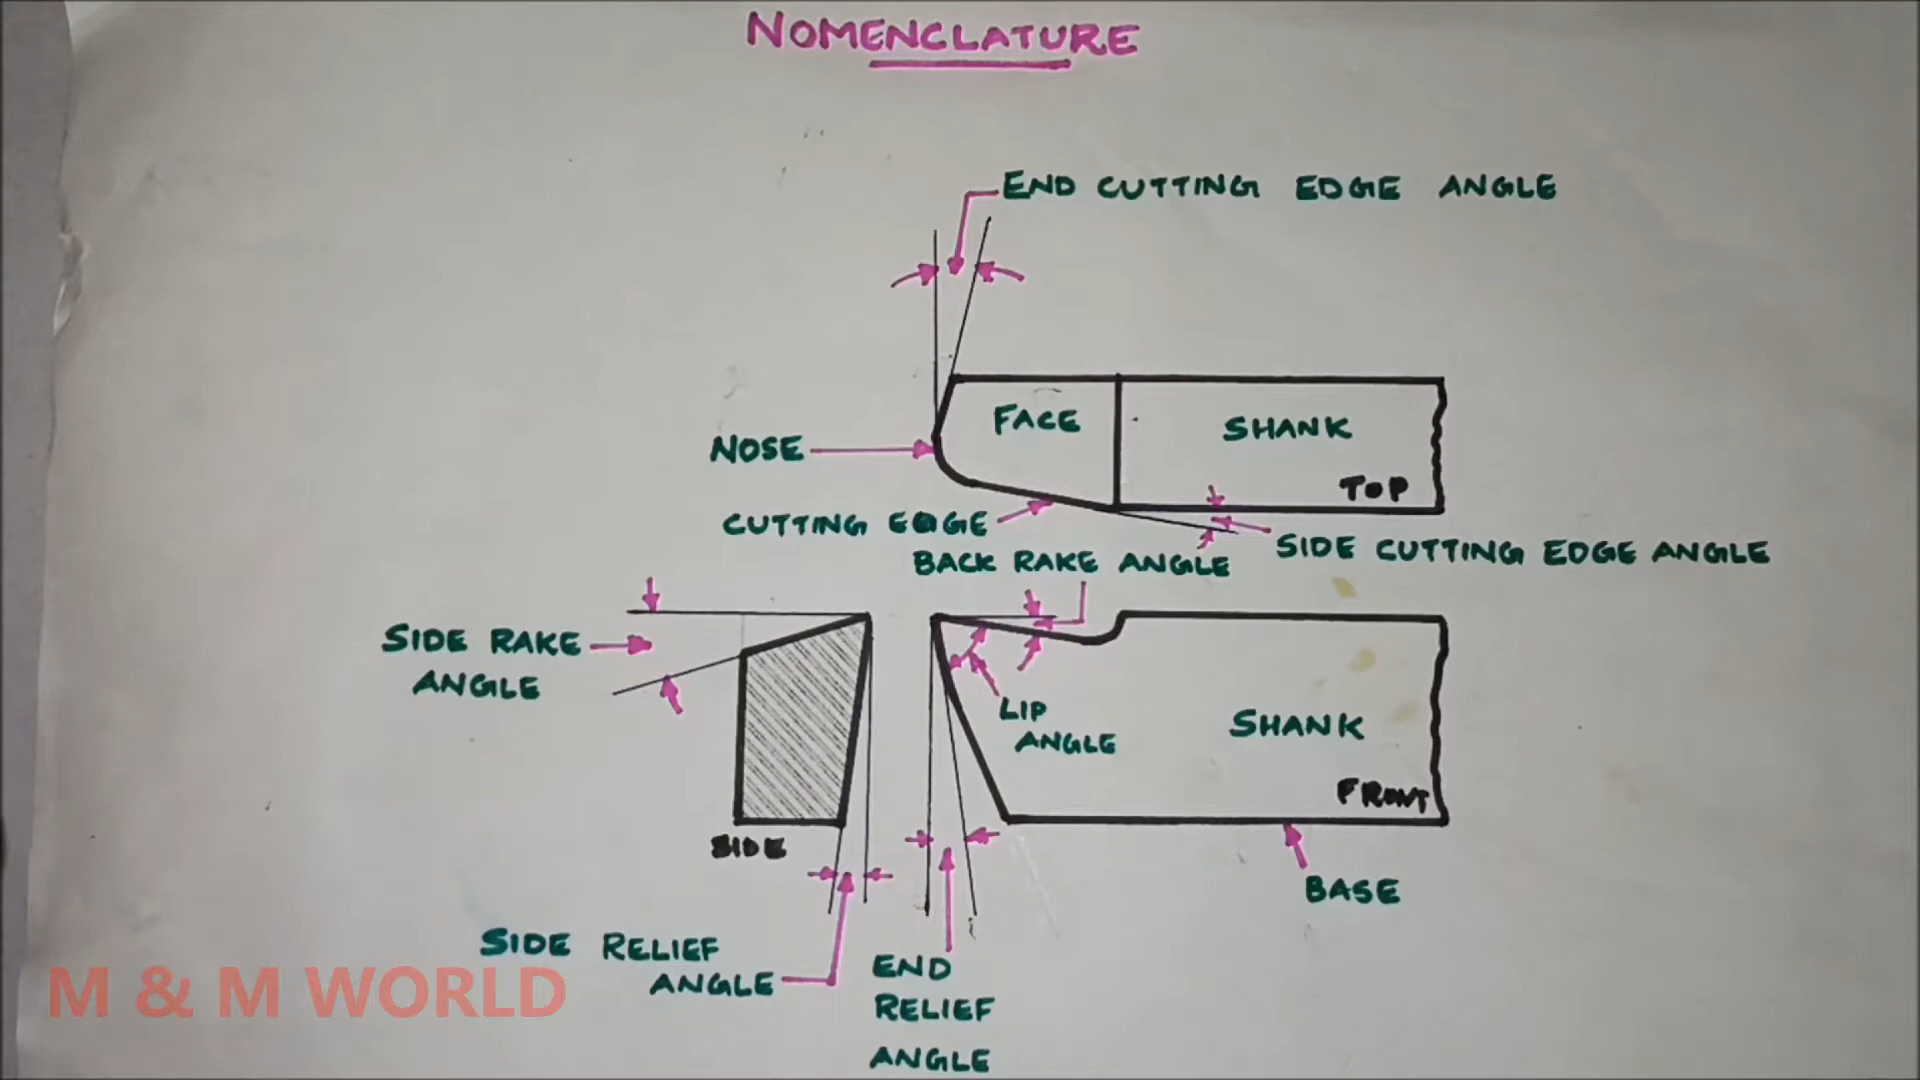 NOMENCLATURE
END CUTTING EDGE ANGLE
FACE
SHANK
NOSE
TOP
CUTTING EDGE
SIDE CUTTING EDGE ANGLE
BACK RAKE ANGLE
SIDE RAKE
ANGLE
LIP
ANGLE
SHANK
FRONT
SIDE
BASE
SIDE RELIEF
ANGLE
END
RELIEF
ANGLE
M & M WORLD